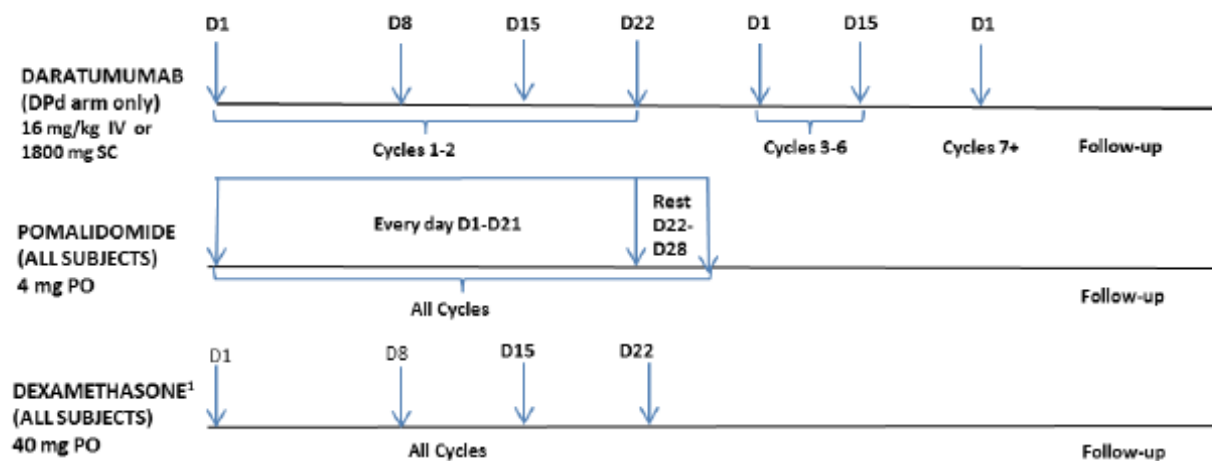 D1 D8 D15 D22 D1 D15 D1
DARATUMUMAB
(DPd arm only)
16 mg/kg IV or
1800 mg SC
Cycles 1-2 Cycles 3-6 Cycles 7+ Follow-up
POMALIDOMIDE
(ALL SUBJECTS)
4 mg PO
Every day D1-D21
Rest
D22-
D28
All Cycles
Follow-up
D1 D8 D15 D22
DEXAMETHASONE¹
(ALL SUBJECTS)
40 mg PO
All Cycles Follow-up